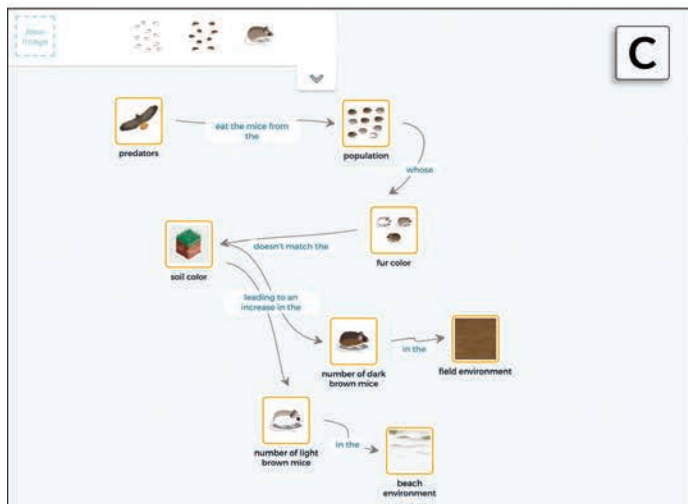 New
Image
C
eat the mice from
the
predators
population
whose
doesn't match the
fur color
soil color
leading to an
increase in the
in the
number of dark
brown mice
field environment
in the
number of light
brown mice
beach
environment